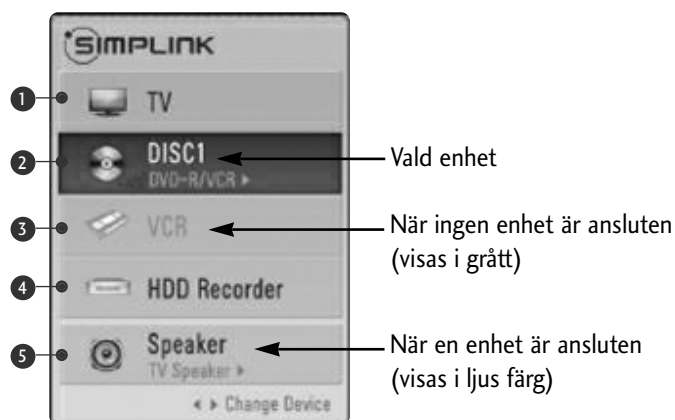 SIMPLINK
1 TV
2 DISC1 Vald enhet
DVD-R/VCR ▸
3 VCR När ingen enhet är ansluten
(visas i grått)
4 HDD Recorder
5 Speaker När en enhet är ansluten
TV Speaker ▸ (visas i ljus färg)
◂ ▸ Change Device